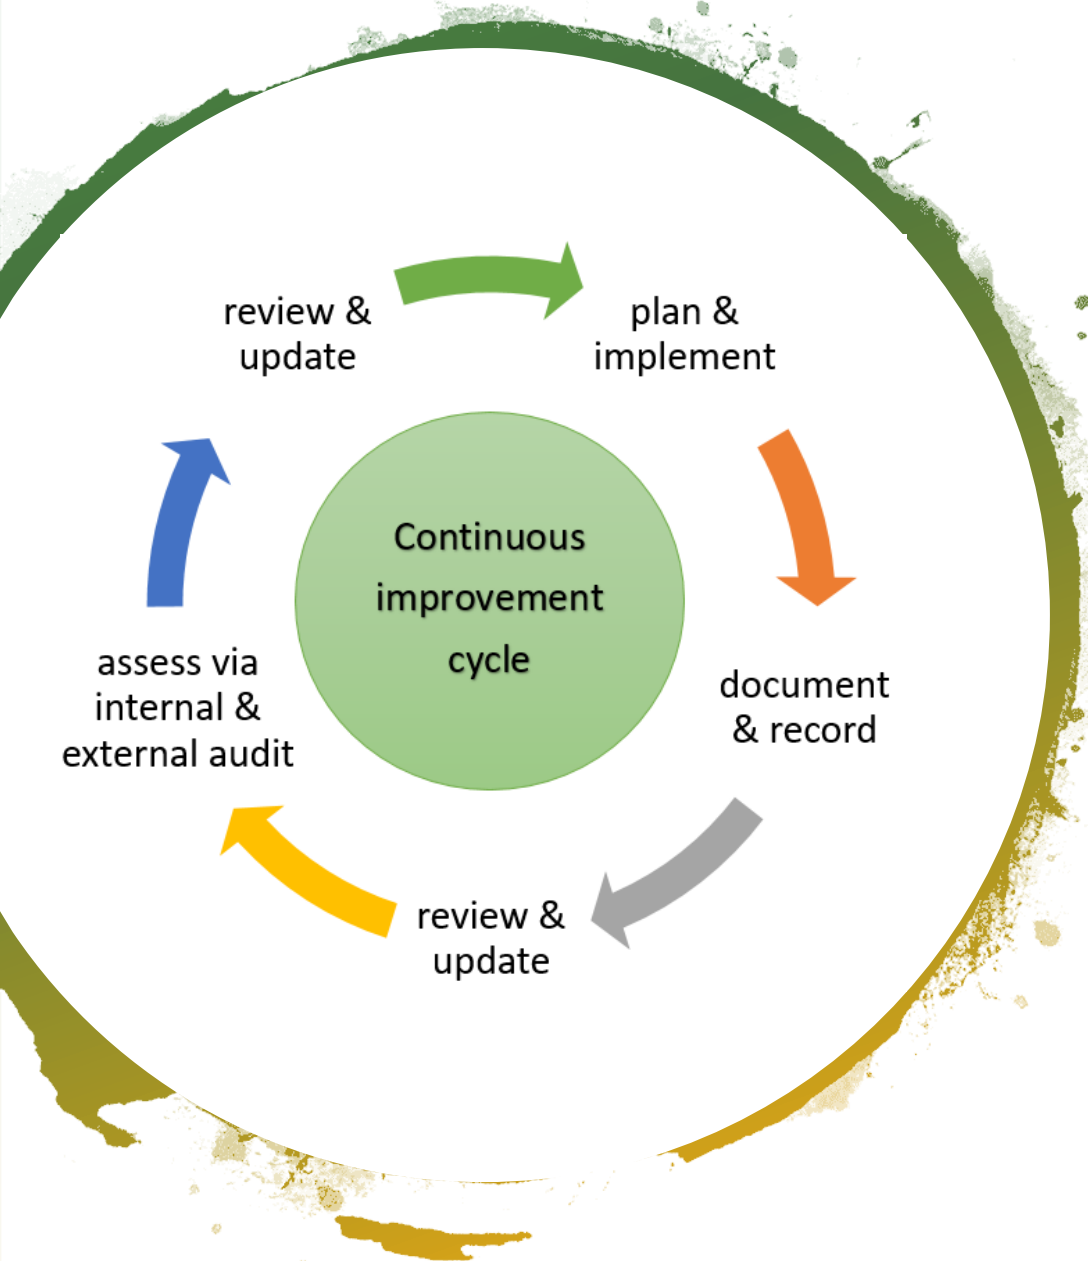 review &
update
plan &
implement
Continuous
improvement
cycle
document
& record
review &
update
assess via
internal &
external audit